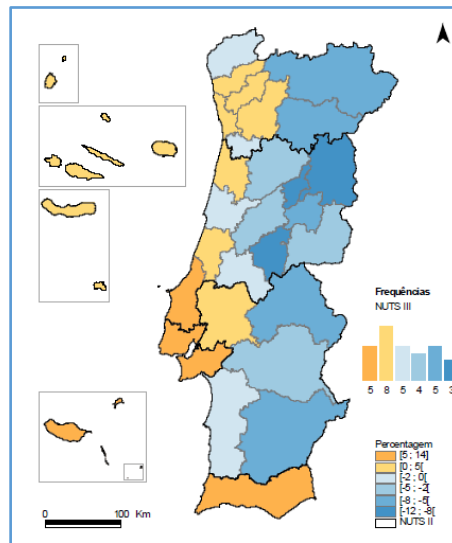 Frequências
NUTS III
5 8 5 4 5 3
Percentagem
[5 ; 14]
[0 ; 5[
[-2 ; 0[
[-5 ; -2[
[-8 ; -5[
[-12 ; -8[
NUTS II
0 100 Km